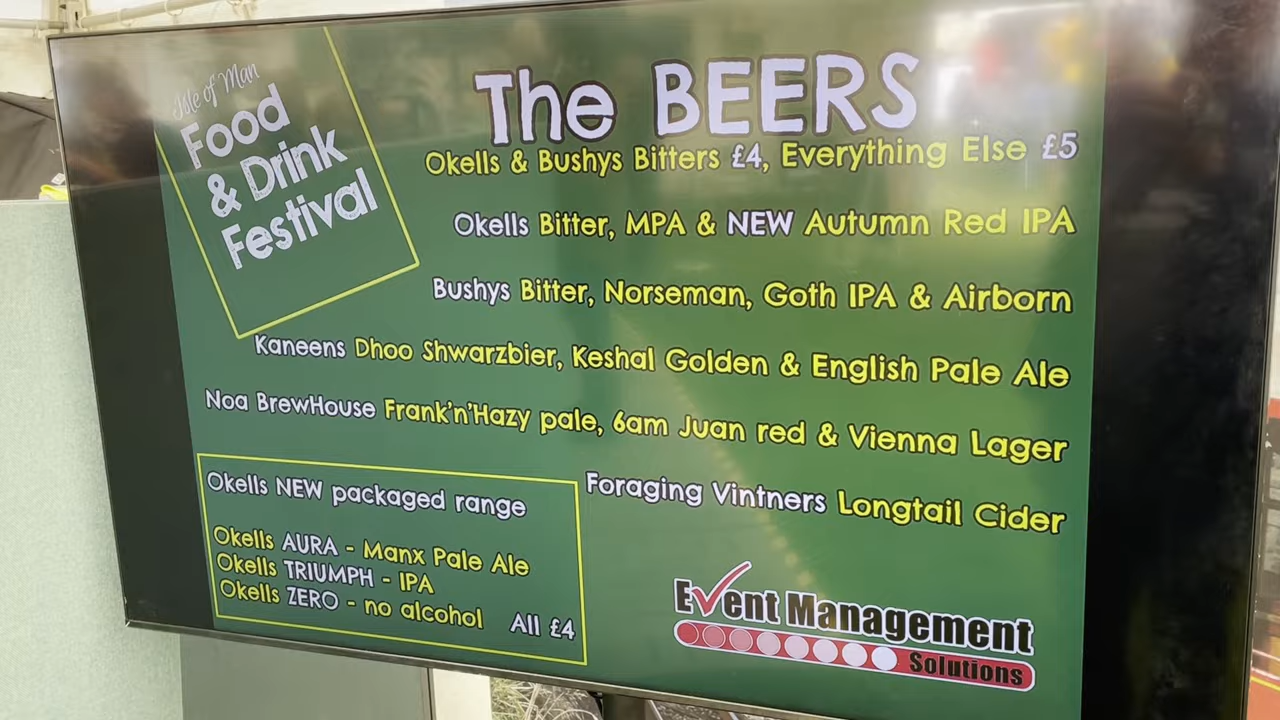 Isle of Man
Food
& Drink
Festival
The BEERS
Okells & Bushys Bitters £4, Everything Else £5
Okells Bitter, MPA & NEW Autumn Red IPA
Bushys Bitter, Norseman, Goth IPA & Airborn
Kaneens Dhoo Shwarzbier, Keshal Golden & English Pale Ale
Noa BrewHouse Frank'n'Hazy pale, 6am Juan red & Vienna Lager
Foraging Vintners Longtail Cider
Okells NEW packaged range
Okells AURA - Manx Pale Ale
Okells TRIUMPH - IPA
Okells ZERO - no alcohol All £4
Event Management
Solutions